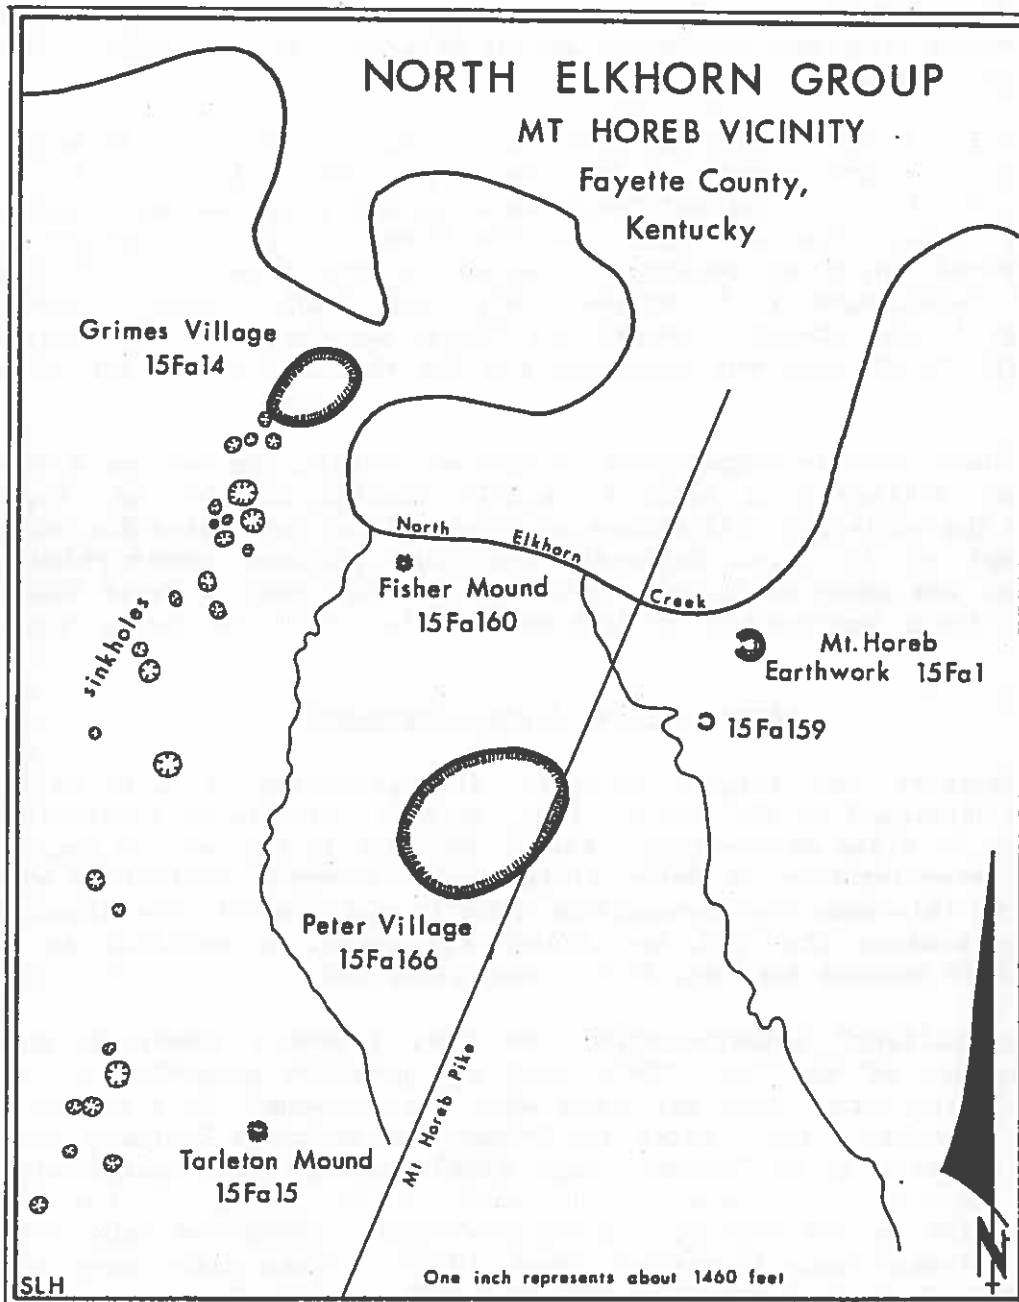 NORTH ELKHORN GROUP
MT HOREB VICINITY
Fayette County,
Kentucky
Grimes Village
15Fa14
North Elkhorn Creek
Fisher Mound
15Fa160
Mt. Horeb
Earthwork 15Fa1
15Fa159
sinkholes
Peter Village
15Fa166
Mt Horeb Pike
Tarleton Mound
15Fa15
N
SLH
One inch represents about 1460 feet